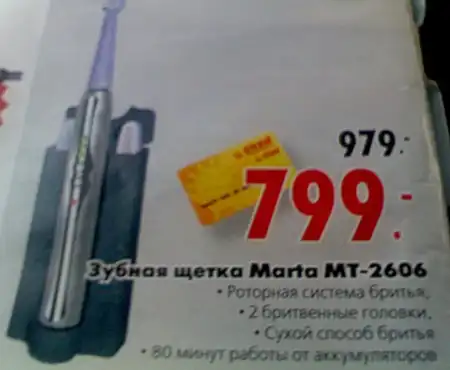 979.-
799.-
Зубная щетка Marta MT-2606
• Роторная система бритья,
• 2 бритвенные головки,
• Сухой способ бритья
• 80 минут работы от аккумуляторов